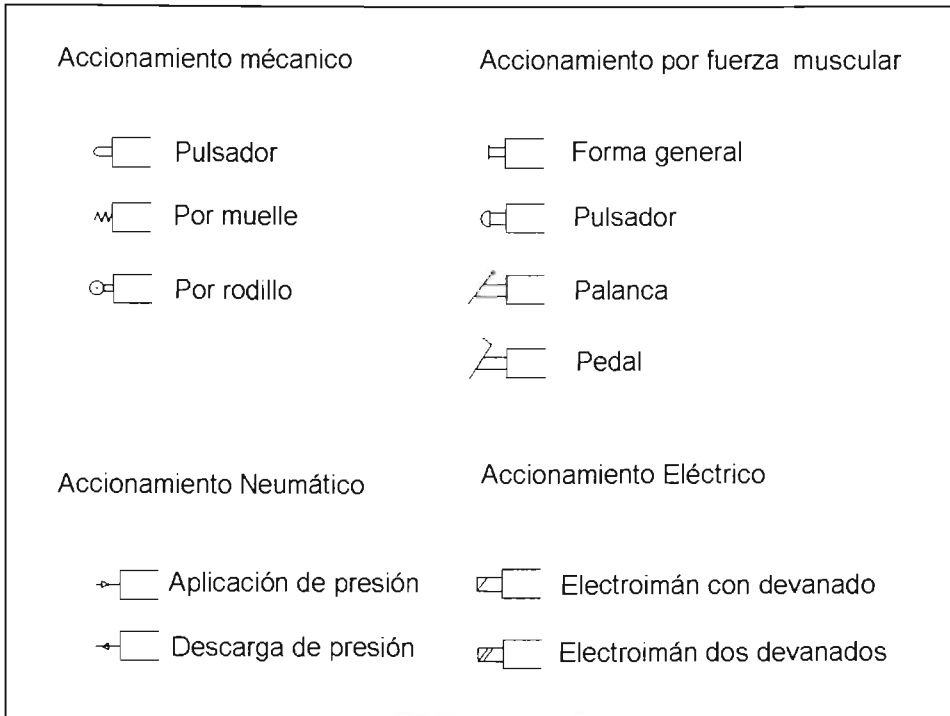 Accionamiento mécanico
Pulsador
Por muelle
Por rodillo
Accionamiento por fuerza muscular
Forma general
Pulsador
Palanca
Pedal
Accionamiento Neumático
Aplicación de presión
Descarga de presión
Accionamiento Eléctrico
Electroimán con devanado
Electroimán dos devanados